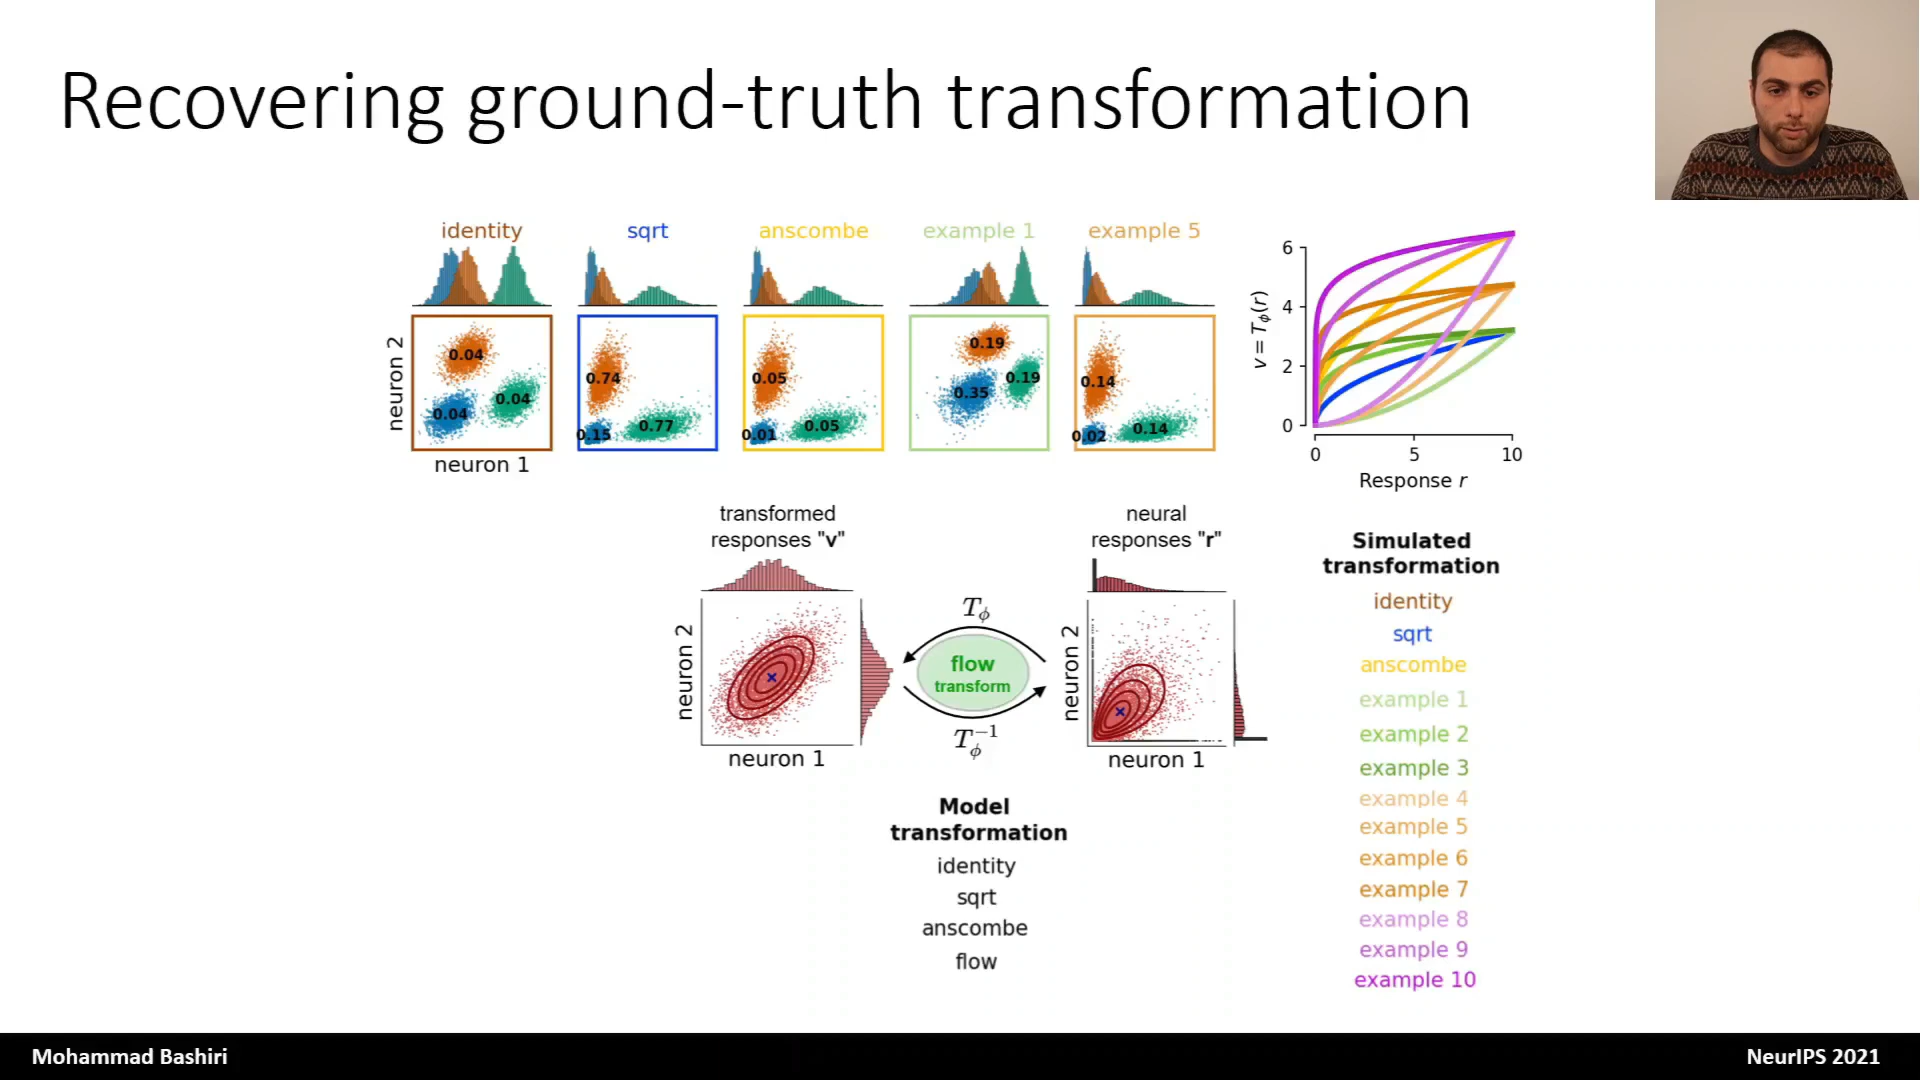 Recovering ground-truth transformation
identity
sqrt
anscombe
example 1
example 5
neuron 2
0.04
0.04
0.04
neuron 1
0.74
0.15
0.77
0.05
0.01
0.05
0.19
0.35
0.19
0.14
0.02
0.14
v = Tϕ(r)
6
4
2
0
0
5
10
Response r
transformed
responses "v"
neuron 2
neuron 1
Tϕ
flow
transform
Tϕ⁻¹
neural
responses "r"
neuron 2
neuron 1
Model
transformation
identity
sqrt
anscombe
flow
Simulated
transformation
identity
sqrt
anscombe
example 1
example 2
example 3
example 4
example 5
example 6
example 7
example 8
example 9
example 10
Mohammad Bashiri
NeurIPS 2021